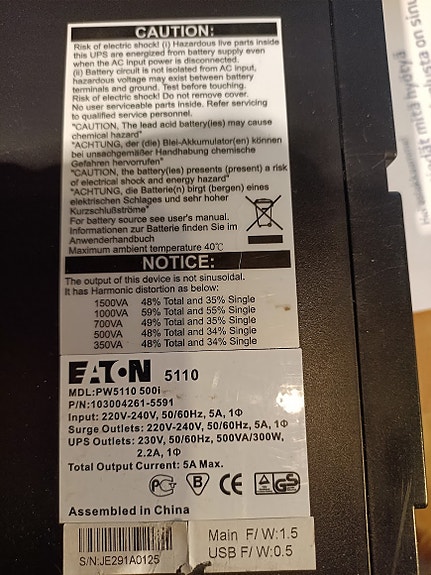 CAUTION:
Risk of electric shock! (i) Hazardous live parts inside
this UPS are energized from battery supply even
when the AC input power is disconnected.
(ii) Battery circuit is not isolated from AC input,
hazardous voltage may exist between battery
terminals and ground. Test before touching.
Risk of electric shock! Do not remove cover.
No user serviceable parts inside. Refer servicing
to qualified service personnel.
"CAUTION, The lead acid battery(ies) may cause
chemical hazard"
"ACHTUNG, der (die) Blei-Akkumulator(en) können
bei unsachgemäßer Handhabung chemische
Gefahren hervorrufen"
"CAUTION, the battery(ies) presents (present) a risk
of electrical shock and energy hazard"
"ACHTUNG, die Batterie(n) birgt (bergen) eines
elektrischen Schlages und sehr hoher
Kurzschlußströme"
For battery source see user's manual.
Informationen zur Batterie finden Sie im
Anwenderhandbuch
Maximum ambient temperature 40℃
NOTICE:
The output of this device is not sinusoidal.
It has Harmonic distortion as below:
1500VA 48% Total and 35% Single
1000VA 59% Total and 55% Single
700VA 49% Total and 35% Single
500VA 48% Total and 34% Single
350VA 48% Total and 34% Single
EATON 5110
MDL:PW5110 500i
P/N:103004261-5591
Input: 220V-240V, 50/60Hz, 5A, 1Φ
Surge Outlets: 220V-240V, 50/60Hz, 5A, 1Φ
UPS Outlets: 230V, 50/60Hz, 500VA/300W,
2.2A, 1Φ
Total Output Current: 5A Max.
B CE GS
Assembled in China
S/N:JE291A0125
Main F/W:1.5
USB F/W:0.5
mitä hyötyä